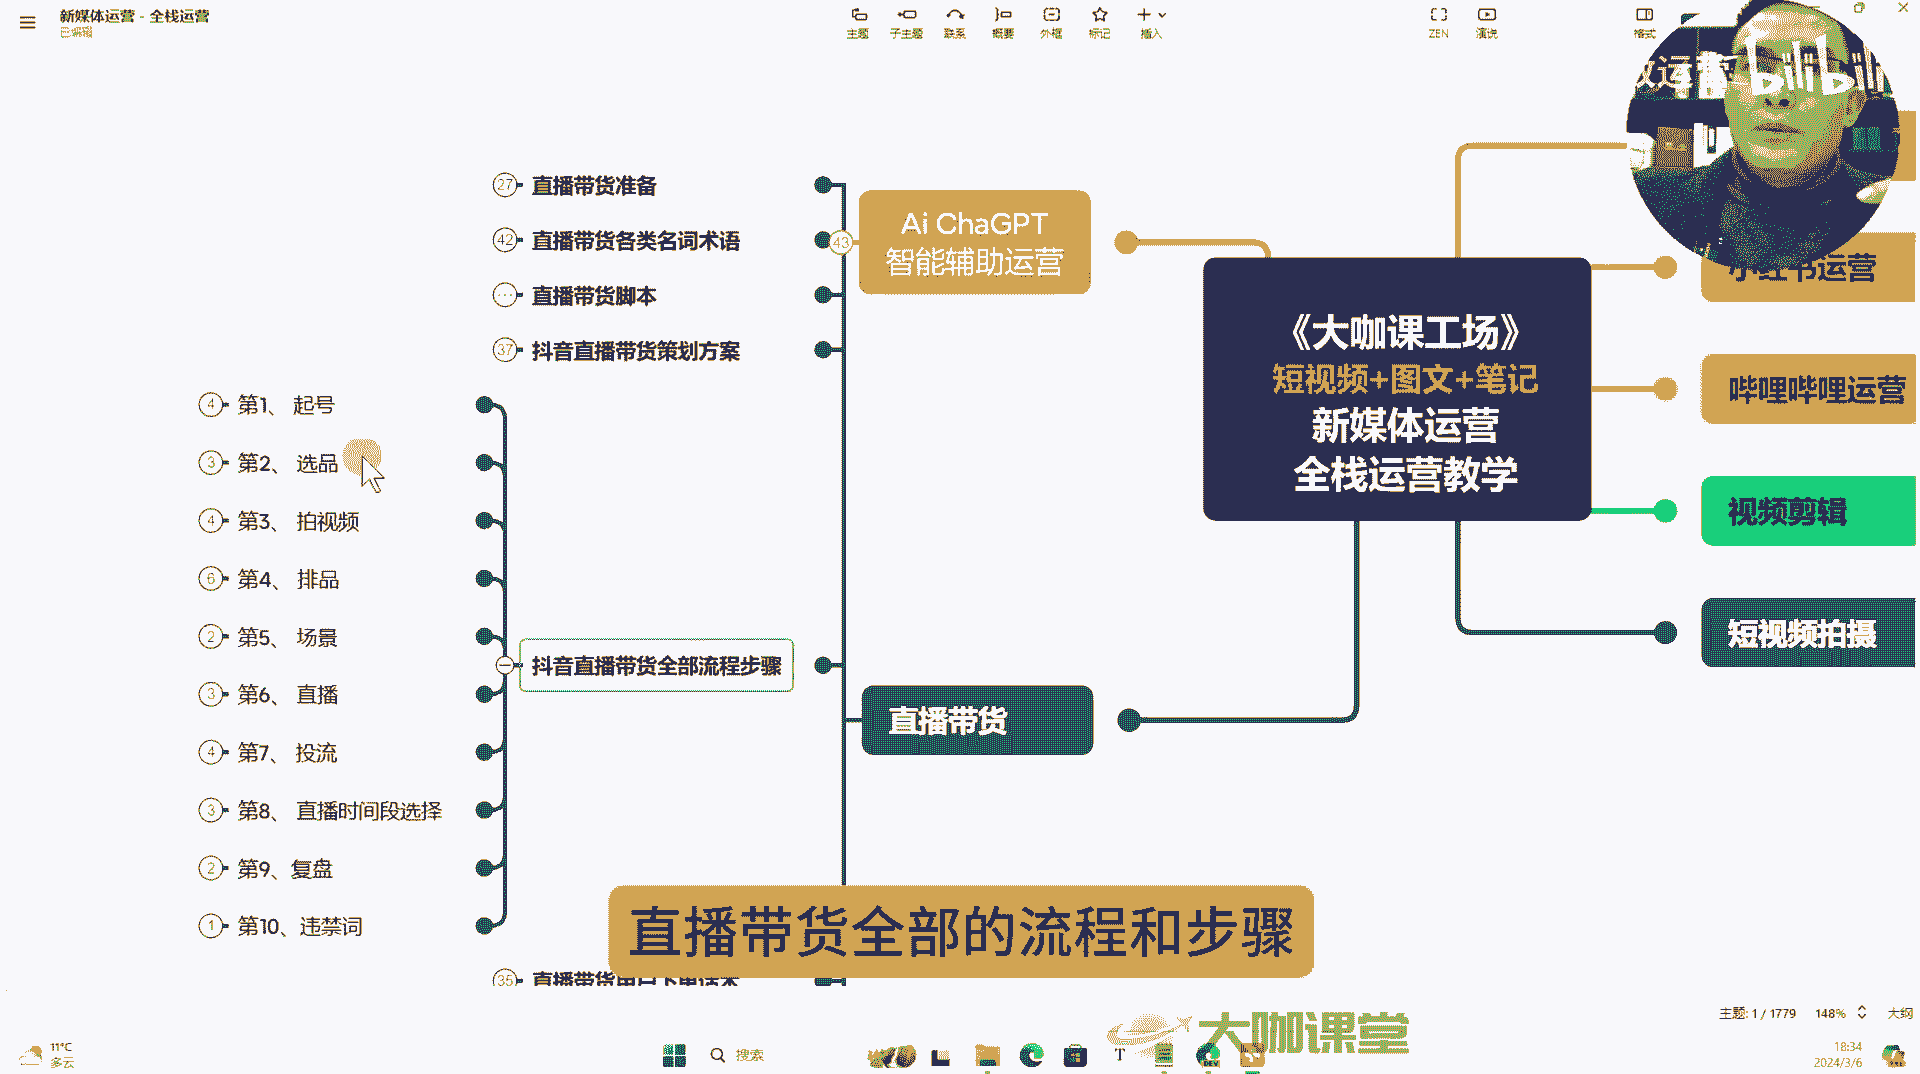 新媒体运营 - 全栈运营
已编辑
主题
子主题
联系
概要
外框
标记
插入
ZEN
演说
格式
bilibili
27
直播带货准备
42
直播带货各类名词术语
直播带货脚本
37
抖音直播带货策划方案
43
Ai ChaGPT
智能辅助运营
《大咖课工场》
短视频+图文+笔记
新媒体运营
全栈运营教学
小红书运营
哔哩哔哩运营
视频剪辑
短视频拍摄
4
第1、 起号
3
第2、 选品
4
第3、 拍视频
6
第4、 排品
2
第5、 场景
3
第6、 直播
4
第7、 投流
3
第8、 直播时间段选择
2
第9、复盘
1
第10、违禁词
抖音直播带货全部流程步骤
直播带货
直播带货全部的流程和步骤
35
主题: 1 / 1779
148%
大纲
大咖课堂
11°C
多云
搜索
18:34
2024/3/6